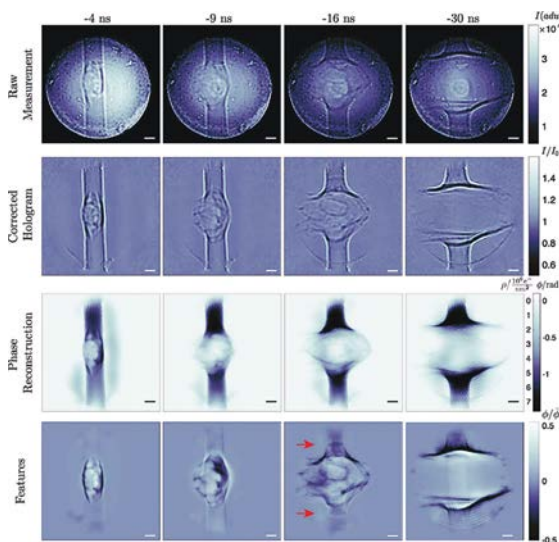 -4 ns
-9 ns
-16 ns
-30 ns
I(adu
×10
3
2
1
Raw
Measurement
I/I₀
1.4
1.2
1
0.8
0.6
Corrected
Hologram
ϕ/rad
0
1
2
3
4
5
6
7
0
-0.5
-1
Phase
Reconstruction
0.5
0
-0.5
Features